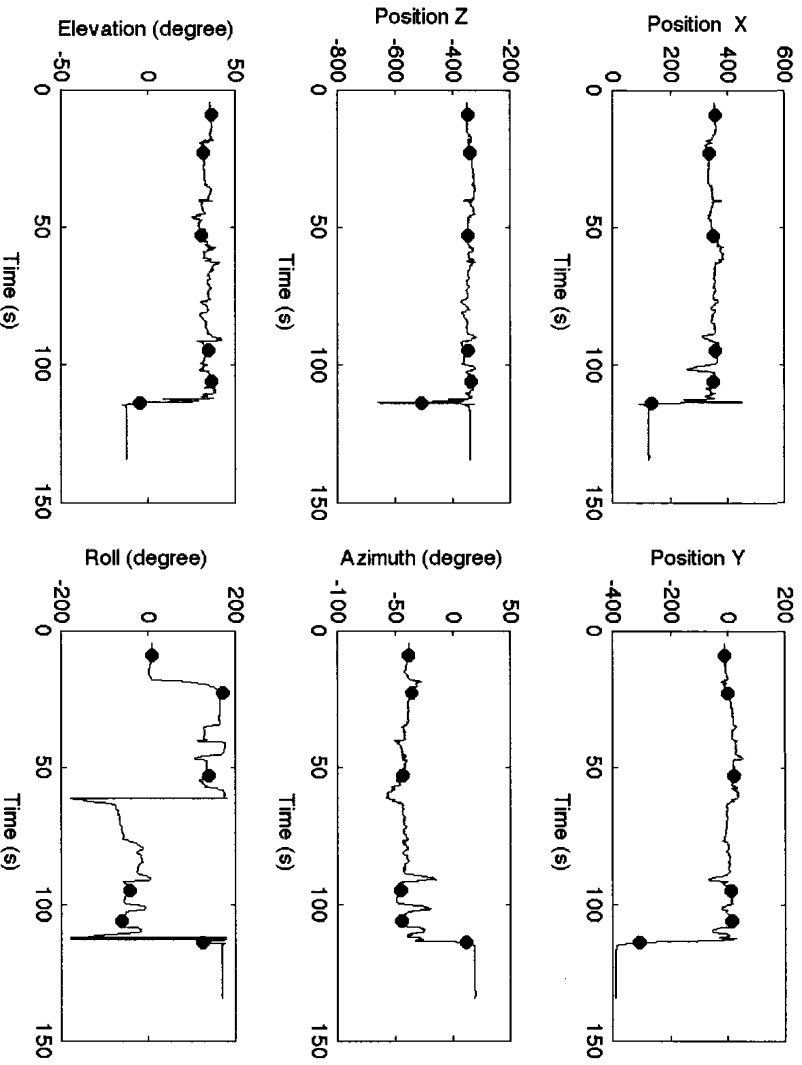 Position X
600
400
200
0
0 50 100 150
Time (s)
Position Y
200
0
-200
-400
0 50 100 150
Time (s)
Position Z
-200
-400
-600
-800
0 50 100 150
Time (s)
Azimuth (degree)
50
0
-50
-100
0 50 100 150
Time (s)
Elevation (degree)
50
0
-50
0 50 100 150
Time (s)
Roll (degree)
200
0
-200
0 50 100 150
Time (s)